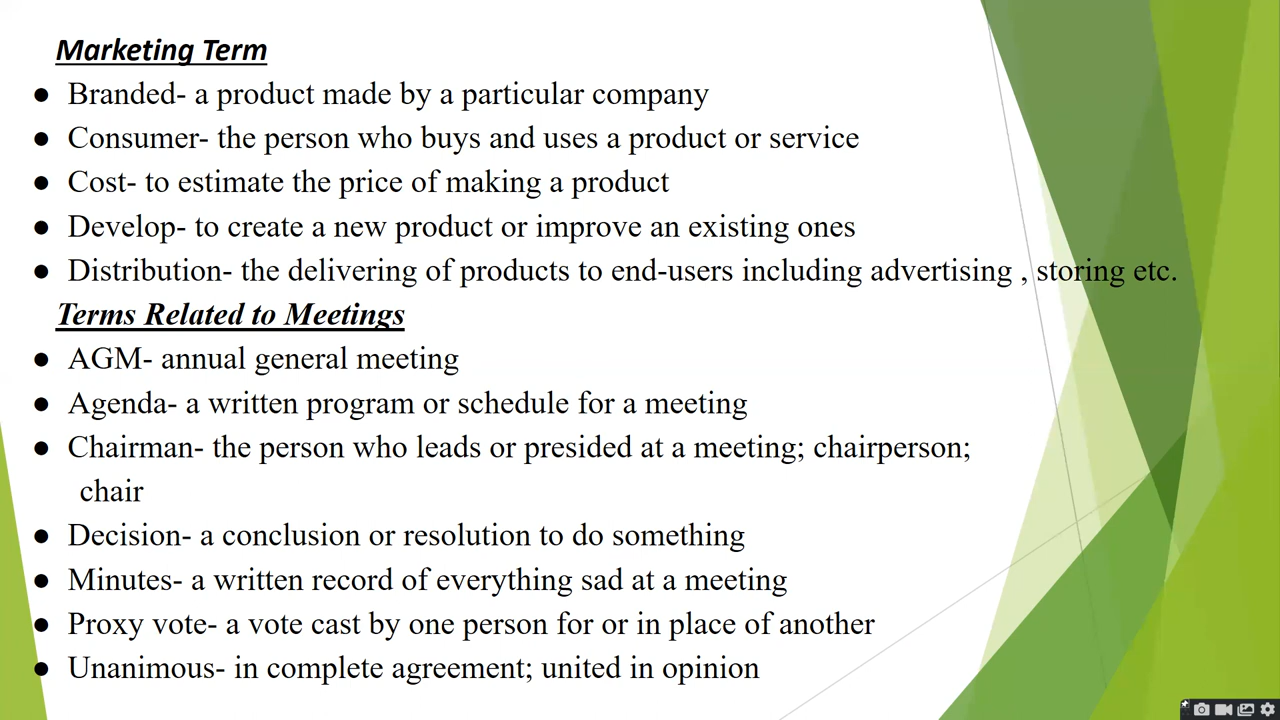 Marketing Term
● Branded- a product made by a particular company
● Consumer- the person who buys and uses a product or service
● Cost- to estimate the price of making a product
● Develop- to create a new product or improve an existing ones
● Distribution- the delivering of products to end-users including advertising , storing etc.
Terms Related to Meetings
● AGM- annual general meeting
● Agenda- a written program or schedule for a meeting
● Chairman- the person who leads or presided at a meeting; chairperson;
chair
● Decision- a conclusion or resolution to do something
● Minutes- a written record of everything sad at a meeting
● Proxy vote- a vote cast by one person for or in place of another
● Unanimous- in complete agreement; united in opinion